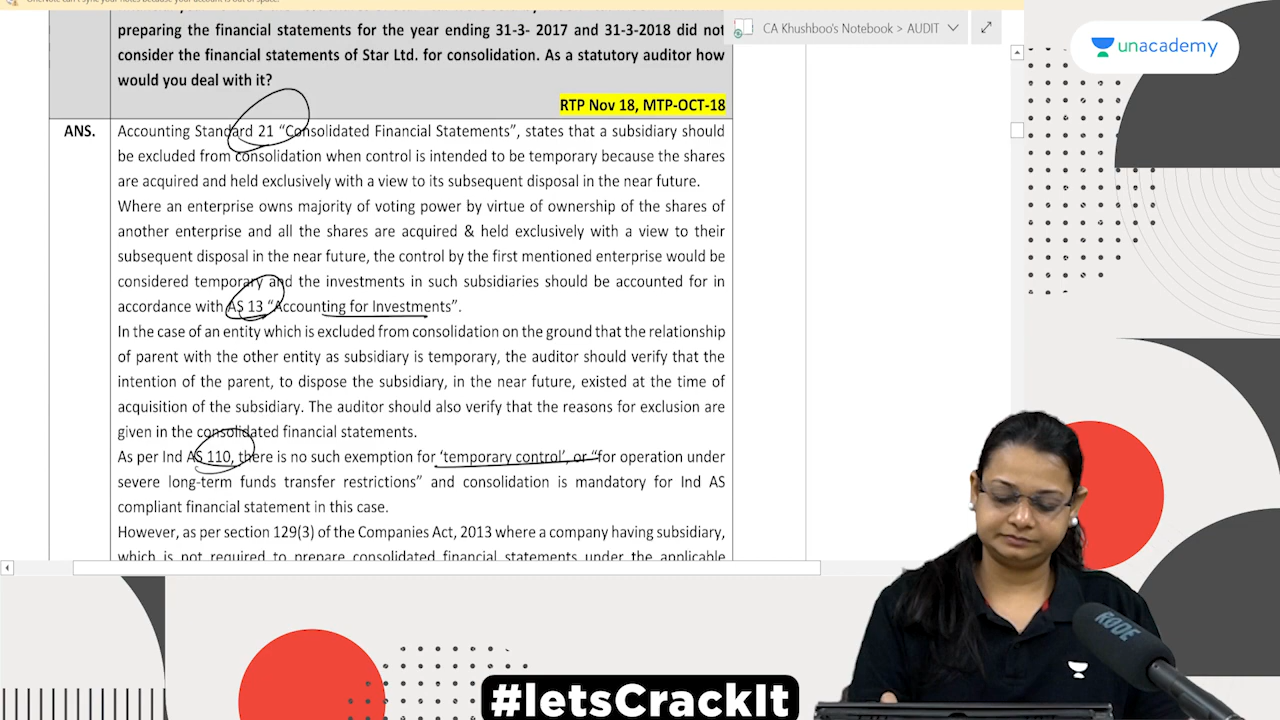 preparing the financial statements for the year ending 31-3- 2017 and 31-3-2018 did not
consider the financial statements of Star Ltd. for consolidation. As a statutory auditor how
would you deal with it?
RTP Nov 18, MTP-OCT-18
CA Khushboo's Notebook > AUDIT
unacademy
ANS.
Accounting Standard 21 “Consolidated Financial Statements”, states that a subsidiary should
be excluded from consolidation when control is intended to be temporary because the shares
are acquired and held exclusively with a view to its subsequent disposal in the near future.
Where an enterprise owns majority of voting power by virtue of ownership of the shares of
another enterprise and all the shares are acquired & held exclusively with a view to their
subsequent disposal in the near future, the control by the first mentioned enterprise would be
considered temporary and the investments in such subsidiaries should be accounted for in
accordance with AS 13 “Accounting for Investments”.
In the case of an entity which is excluded from consolidation on the ground that the relationship
of parent with the other entity as subsidiary is temporary, the auditor should verify that the
intention of the parent, to dispose the subsidiary, in the near future, existed at the time of
acquisition of the subsidiary. The auditor should also verify that the reasons for exclusion are
given in the consolidated financial statements.
As per Ind AS 110, there is no such exemption for ‘temporary control’, or “for operation under
severe long-term funds transfer restrictions” and consolidation is mandatory for Ind AS
compliant financial statement in this case.
However, as per section 129(3) of the Companies Act, 2013 where a company having subsidiary,
which is not required to prepare consolidated financial statements under the applicable
RODE
#letsCrackIt